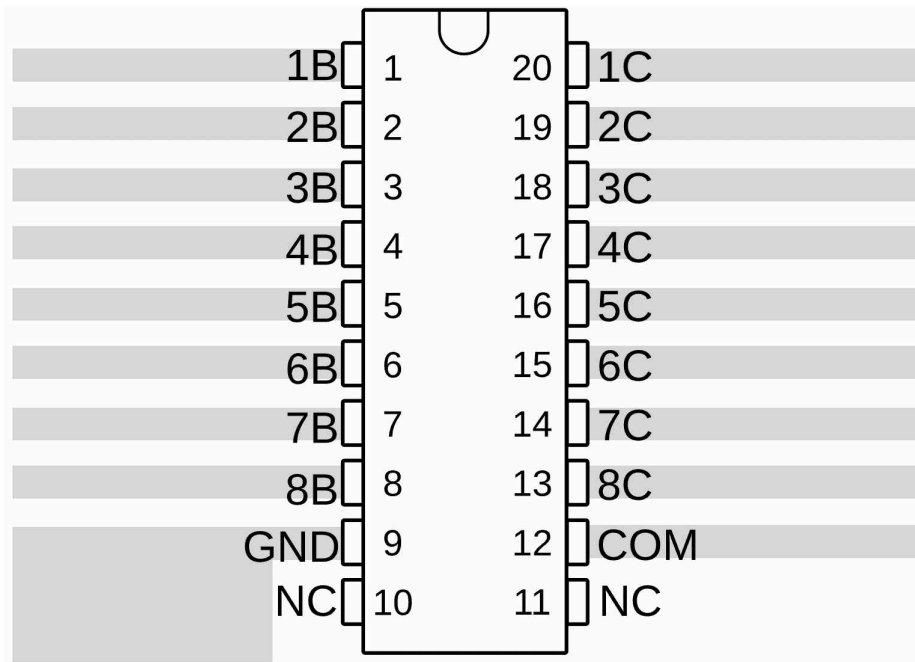 1B 1 20 1C
2B 2 19 2C
3B 3 18 3C
4B 4 17 4C
5B 5 16 5C
6B 6 15 6C
7B 7 14 7C
8B 8 13 8C
GND 9 12 COM
NC 10 11 NC